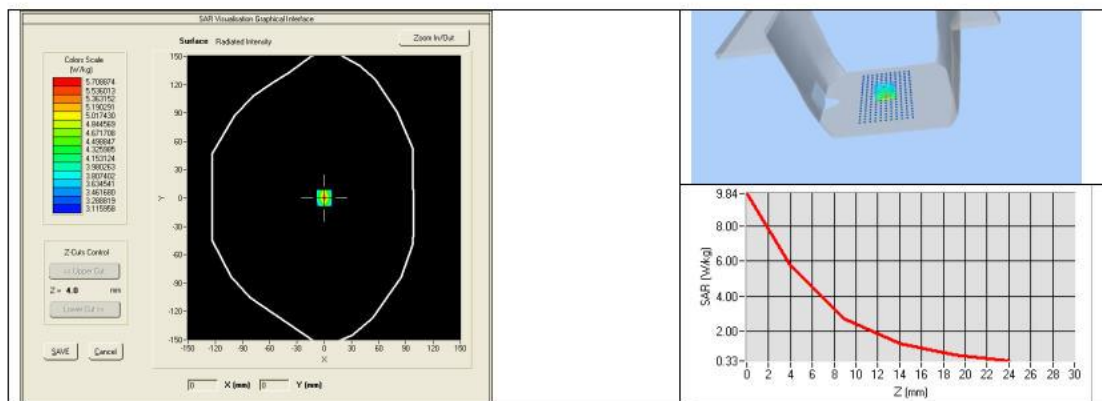 SAR Visualisation Graphical Interface
Surface Radiated Intensity
Zoom In/Out
Colors Scale
(W/kg)
5.708874
5.536013
5.363152
5.190291
5.017430
4.844569
4.671708
4.498847
4.325985
4.153124
3.980263
3.807402
3.634541
3.461680
3.288819
3.115958
Z-Cuts Control
<< Upper Cut
Z = 4.0 mm
Lower Cut >>
SAVE Cancel
150
120
90
60
30
0
-30
-60
-90
-120
-150
Y
-150 -120 -90 -60 -30 0 30 60 90 120 150
X
0 X (mm) 0 Y (mm)
9.84
8.00
6.00
4.00
2.00
0.33
SAR [W/kg]
0 2 4 6 8 10 12 14 16 18 20 22 24 26 28 30
Z [mm]